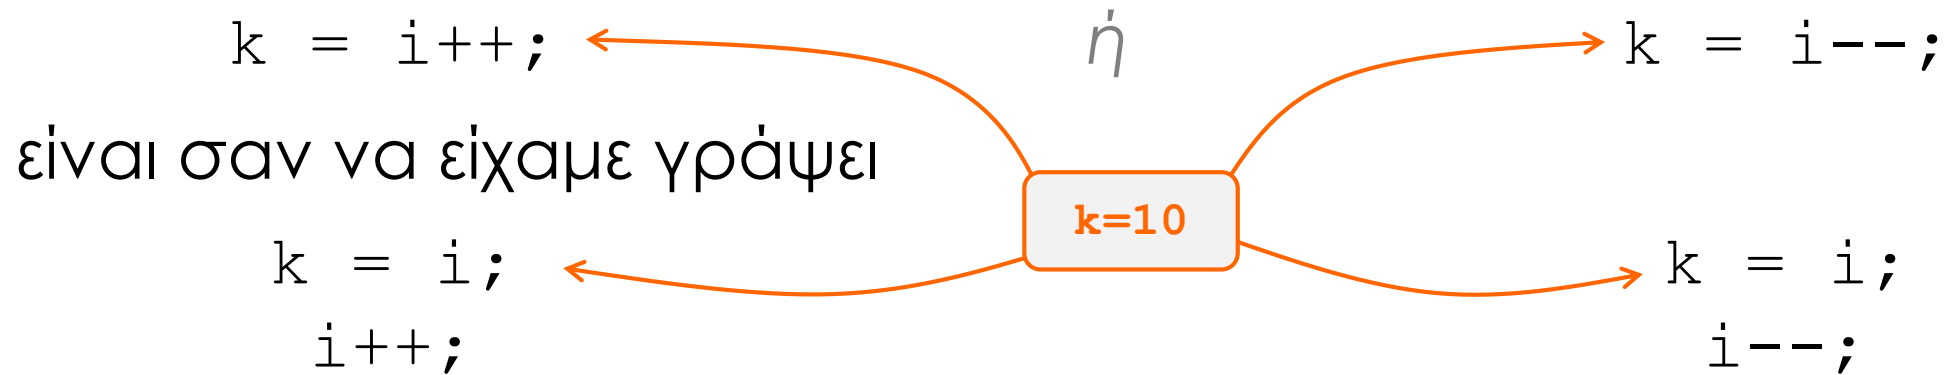 k = i++; ή k = i--;
είναι σαν να είχαμε γράψει
k=10
k = i; k = i;
i++; i--;